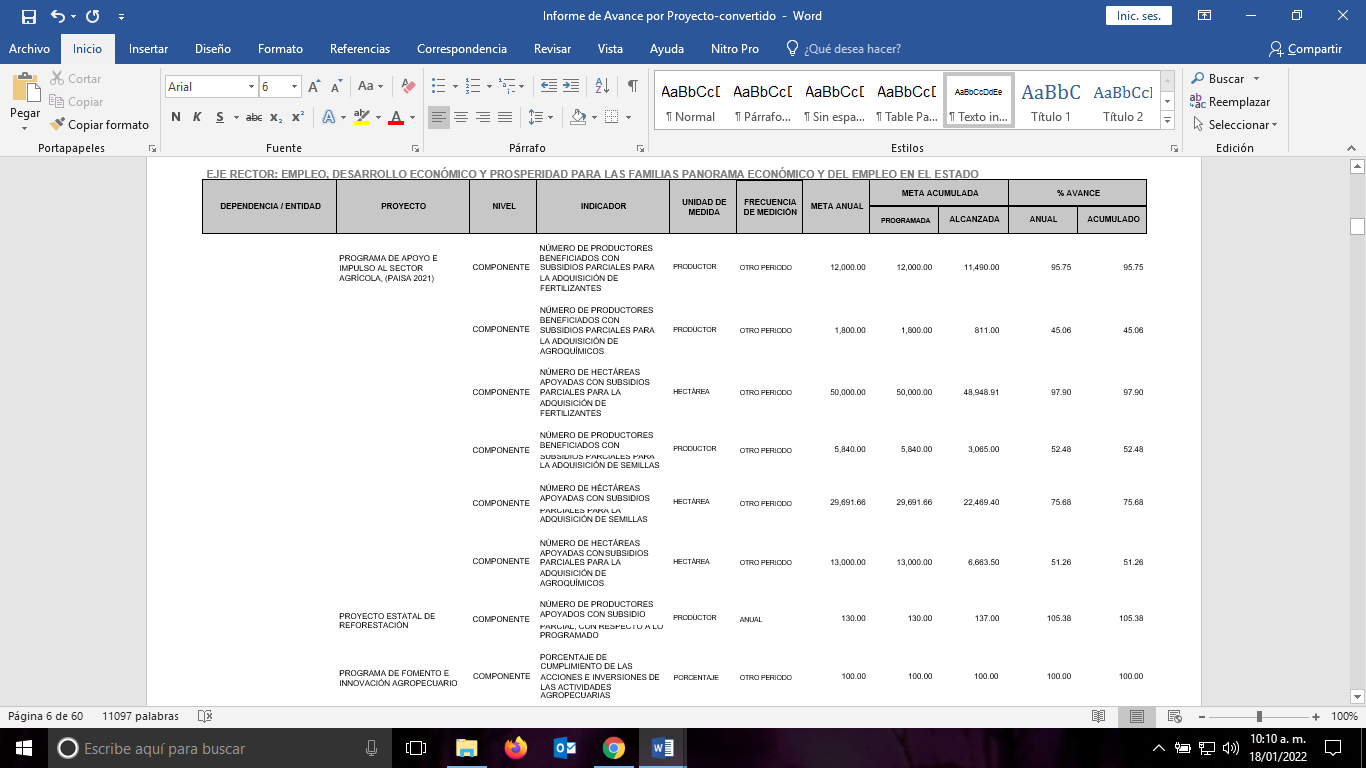 Informe de Avance por Proyecto-convertido - Word
Inic. ses.
Archivo Inicio Insertar Diseño Formato Referencias Correspondencia Revisar Vista Ayuda Nitro Pro ¿Qué desea hacer? Compartir
Pegar
Cortar
Copiar
Copiar formato
Portapapeles
Arial 6
N K S abc x₂ x²
Fuente
Párrafo
AaBbCcD AaBbCcD AaBbCcD AaBbCcD AaBbCcDdEe AaBbC AaBbCcl
¶ Normal ¶ Párrafo... ¶ Sin espa... ¶ Table Pa... ¶ Texto in... Título 1 Título 2
Estilos
Buscar
Reemplazar
Seleccionar
Edición
EJE RECTOR: EMPLEO, DESARROLLO ECONÓMICO Y PROSPERIDAD PARA LAS FAMILIAS PANORAMA ECONÓMICO Y DEL EMPLEO EN EL ESTADO
DEPENDENCIA / ENTIDAD PROYECTO NIVEL INDICADOR UNIDAD DE MEDIDA FRECUENCIA DE MEDICIÓN META ANUAL META ACUMULADA % AVANCE
PROGRAMADA ALCANZADA ANUAL ACUMULADO
PROGRAMA DE APOYO E
IMPULSO AL SECTOR
AGRÍCOLA, (PAISA 2021)
COMPONENTE
NÚMERO DE PRODUCTORES
BENEFICIADOS CON
SUBSIDIOS PARCIALES PARA
LA ADQUISICIÓN DE
FERTILIZANTES
PRODUCTOR OTRO PERIODO 12,000.00 12,000.00 11,490.00 95.75 95.75
COMPONENTE
NÚMERO DE PRODUCTORES
BENEFICIADOS CON
SUBSIDIOS PARCIALES PARA
LA ADQUISICIÓN DE
AGROQUÍMICOS
PRODUCTOR OTRO PERIODO 1,800.00 1,800.00 811.00 45.06 45.06
COMPONENTE
NÚMERO DE HECTÁREAS
APOYADAS CON SUBSIDIOS
PARCIALES PARA LA
ADQUISICIÓN DE
FERTILIZANTES
HECTÁREA OTRO PERIODO 50,000.00 50,000.00 48,948.91 97.90 97.90
COMPONENTE
NÚMERO DE PRODUCTORES
BENEFICIADOS CON
SUBSIDIOS PARCIALES PARA
LA ADQUISICIÓN DE SEMILLAS
PRODUCTOR OTRO PERIODO 5,840.00 5,840.00 3,065.00 52.48 52.48
COMPONENTE
NÚMERO DE HÉCTÁREAS
APOYADAS CON SUBSIDIOS
PARCIALES PARA LA
ADQUISICIÓN DE SEMILLAS
HECTÁREA OTRO PERIODO 29,691.66 29,691.66 22,469.40 75.68 75.68
COMPONENTE
NÚMERO DE HECTÁREAS
APOYADAS CON SUBSIDIOS
PARCIALES PARA LA
ADQUISICIÓN DE
AGROQUÍMICOS
HECTÁREA OTRO PERIODO 13,000.00 13,000.00 6,663.50 51.26 51.26
PROYECTO ESTATAL DE
REFORESTACIÓN
COMPONENTE
NÚMERO DE PRODUCTORES
APOYADOS CON SUBSIDIO
PARCIAL, CON RESPECTO A LO
PROGRAMADO
PRODUCTOR ANUAL 130.00 130.00 137.00 105.38 105.38
PROGRAMA DE FOMENTO E
INNOVACIÓN AGROPECUARIO
COMPONENTE
PORCENTAJE DE
CUMPLIMIENTO DE LAS
ACCIONES E INVERSIONES DE
LAS ACTIVIDADES
AGROPECUARIAS
PORCENTAJE OTRO PERIODO 100.00 100.00 100.00 100.00 100.00
Página 6 de 60 11097 palabras 100%
Escribe aquí para buscar
10:10 a. m.
18/01/2022